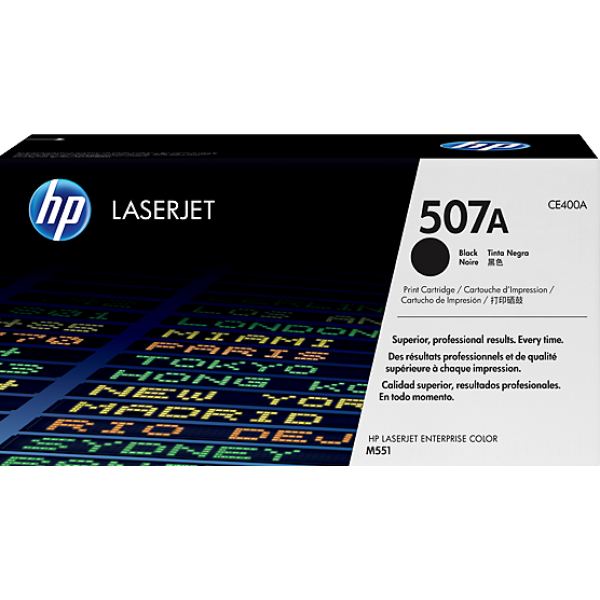 hp
hp
LASERJET
507A
CE400A
Black Tinta Negra
Noire 黑色
Print Cartridge / Cartouche d'Impression /
Cartucho de Impresión / 打印硒鼓
Superior, professional results. Every time.
Des résultats professionnels et de qualité
supérieure à chaque impression.
Calidad superior, resultados profesionales.
En todo momento.
HP LASERJET ENTERPRISE COLOR
M551
LONDON
MIAMI
PARIS
TOKYO
HONG KO
NEW YOR
MADRID
RIO DEJ
SYDNEY